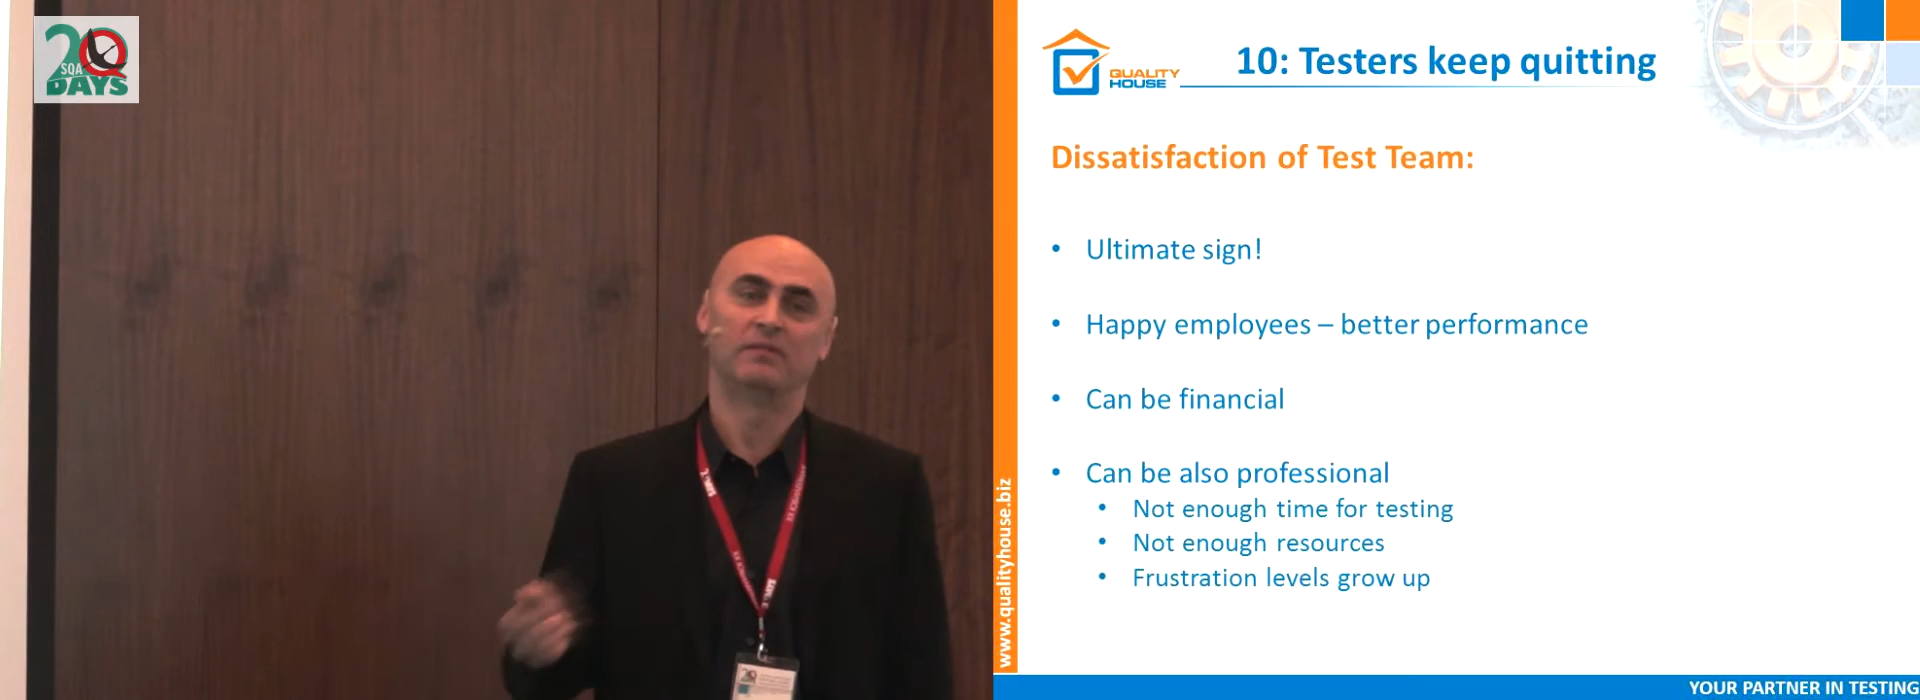 20
SQA
DAYS
QUALITY
HOUSE
10: Testers keep quitting
Dissatisfaction of Test Team:
• Ultimate sign!
• Happy employees – better performance
• Can be financial
• Can be also professional
• Not enough time for testing
• Not enough resources
• Frustration levels grow up
www.qualityhouse.biz
YOUR PARTNER IN TESTING
20